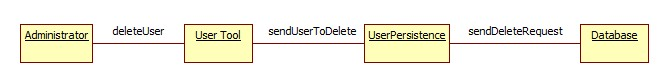 Administrator
deleteUser
User Tool
sendUserToDelete
UserPersistence
sendDeleteRequest
Database